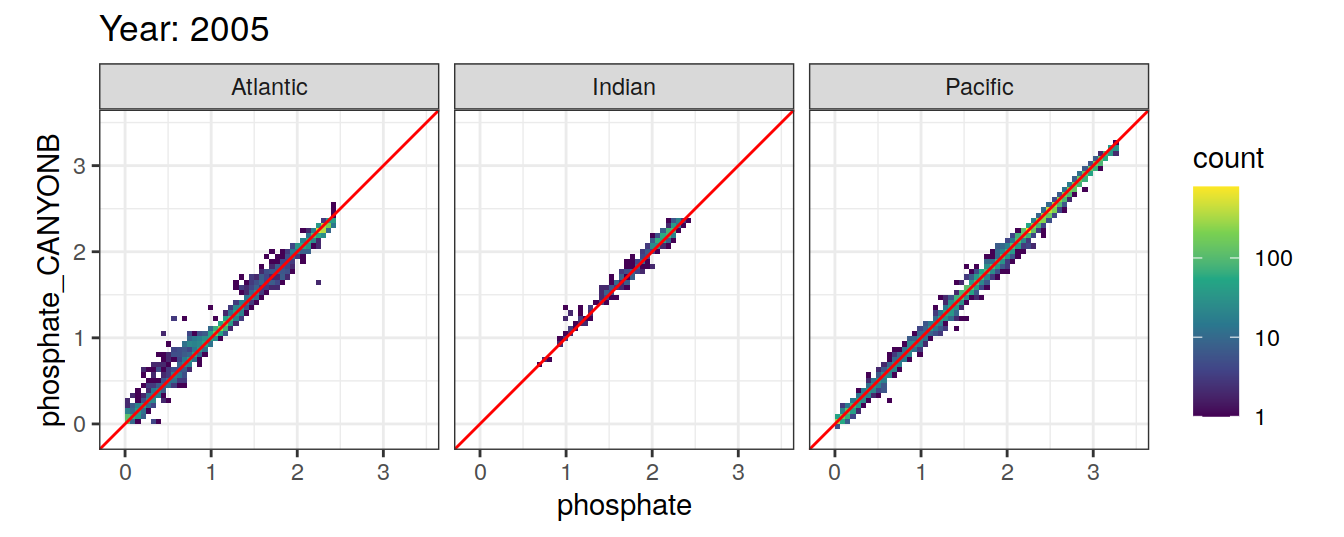 Year: 2005
Atlantic Indian Pacific
phosphate_CANYONB
3
2
1
0
0 1 2 3 0 1 2 3 0 1 2 3
phosphate
count
100
10
1